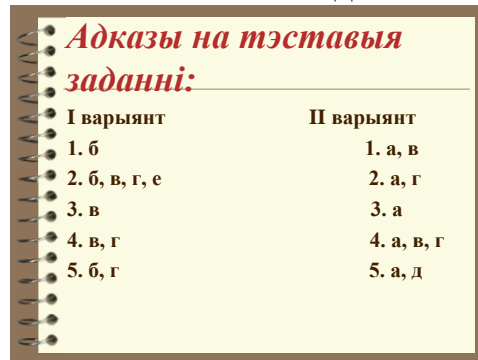 Адказы на тэставыя
заданні:
I варыянт II варыянт
1. б 1. а, в
2. б, в, г, е 2. а, г
3. в 3. а
4. в, г 4. а, в, г
5. б, г 5. а, д